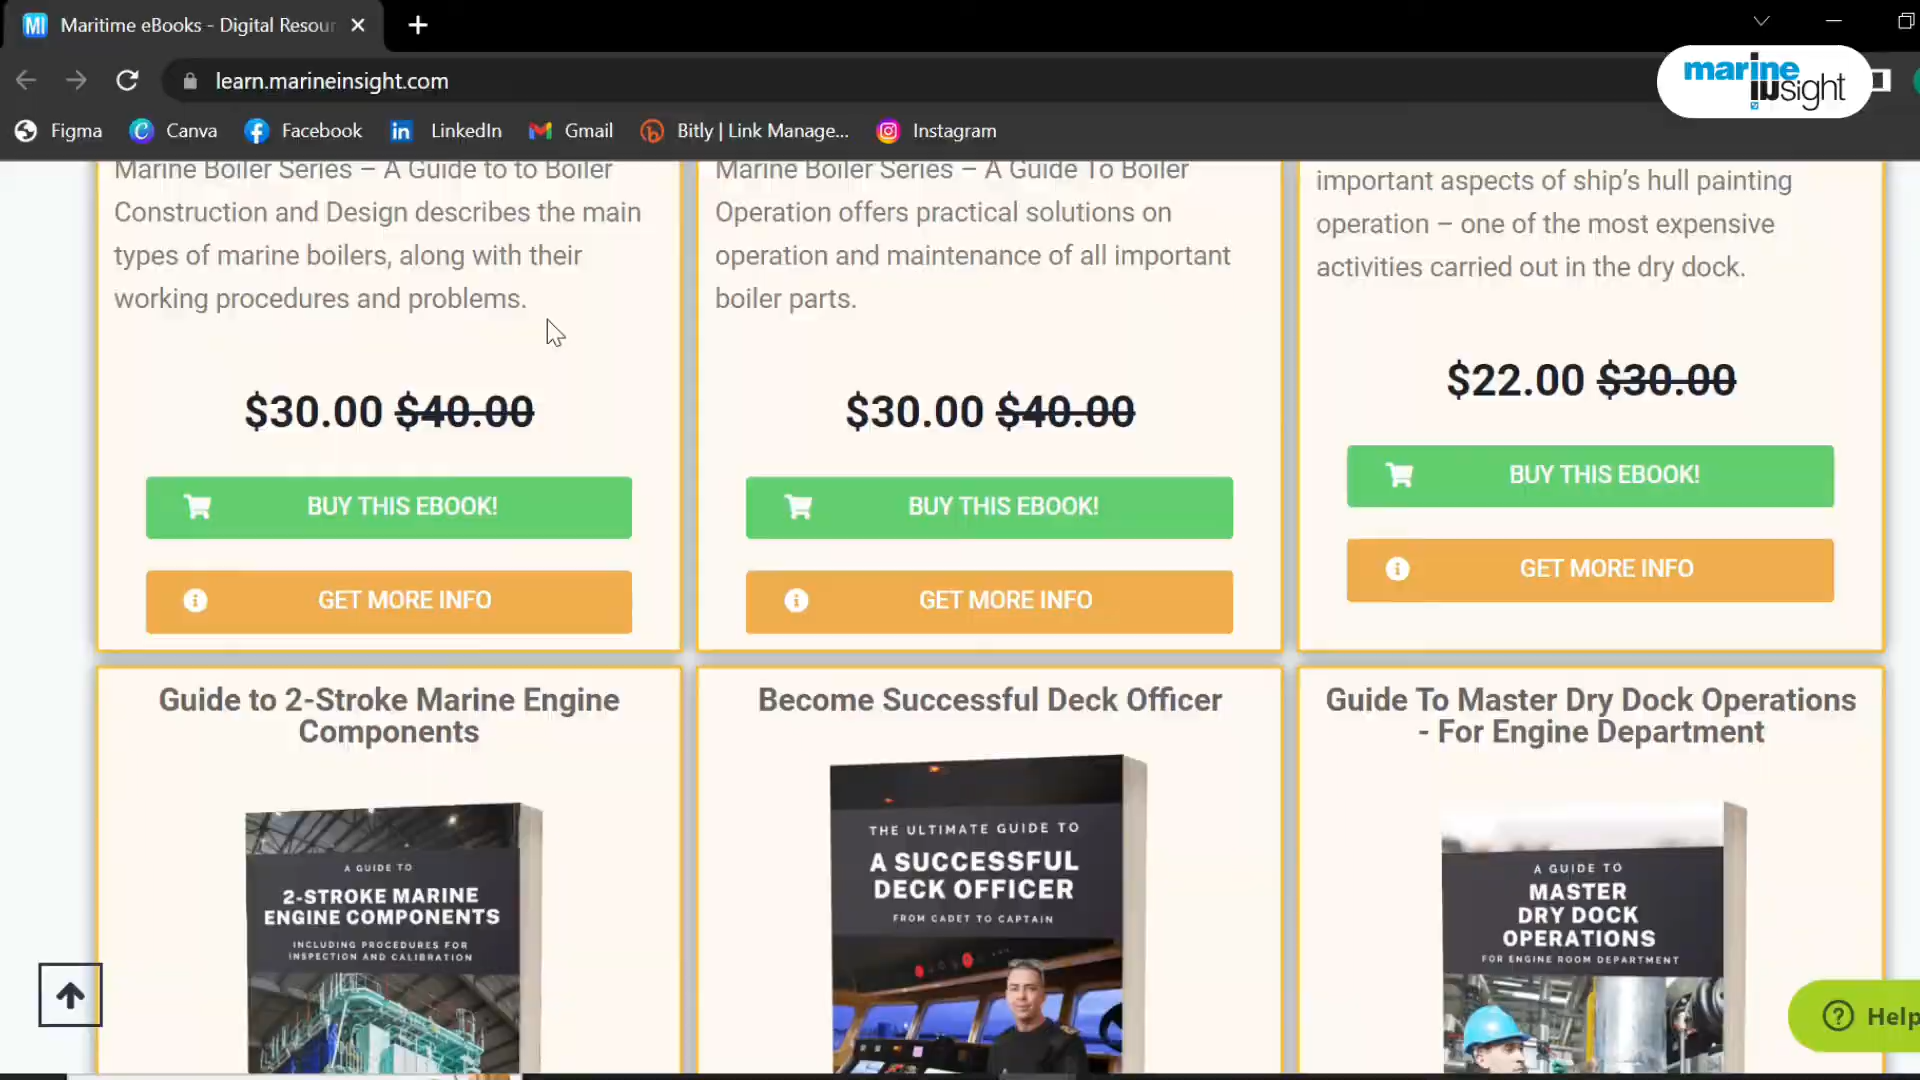 MI Maritime eBooks - Digital Resour
learn.marineinsight.com
marine
insight
Figma Canva Facebook LinkedIn Gmail Bitly | Link Manage... Instagram
Marine Boiler Series – A Guide to to Boiler
Construction and Design describes the main
types of marine boilers, along with their
working procedures and problems.
$30.00 $40.00
BUY THIS EBOOK!
GET MORE INFO
Marine Boiler Series – A Guide To Boiler
Operation offers practical solutions on
operation and maintenance of all important
boiler parts.
$30.00 $40.00
BUY THIS EBOOK!
GET MORE INFO
important aspects of ship's hull painting
operation – one of the most expensive
activities carried out in the dry dock.
$22.00 $30.00
BUY THIS EBOOK!
GET MORE INFO
Guide to 2-Stroke Marine Engine
Components
A GUIDE TO
2-STROKE MARINE
ENGINE COMPONENTS
INCLUDING PROCEDURES FOR
INSPECTION AND CALIBRATION
Become Successful Deck Officer
THE ULTIMATE GUIDE TO
A SUCCESSFUL
DECK OFFICER
FROM CADET TO CAPTAIN
Guide To Master Dry Dock Operations
- For Engine Department
A GUIDE TO
MASTER
DRY DOCK
OPERATIONS
FOR ENGINE ROOM DEPARTMENT
Help